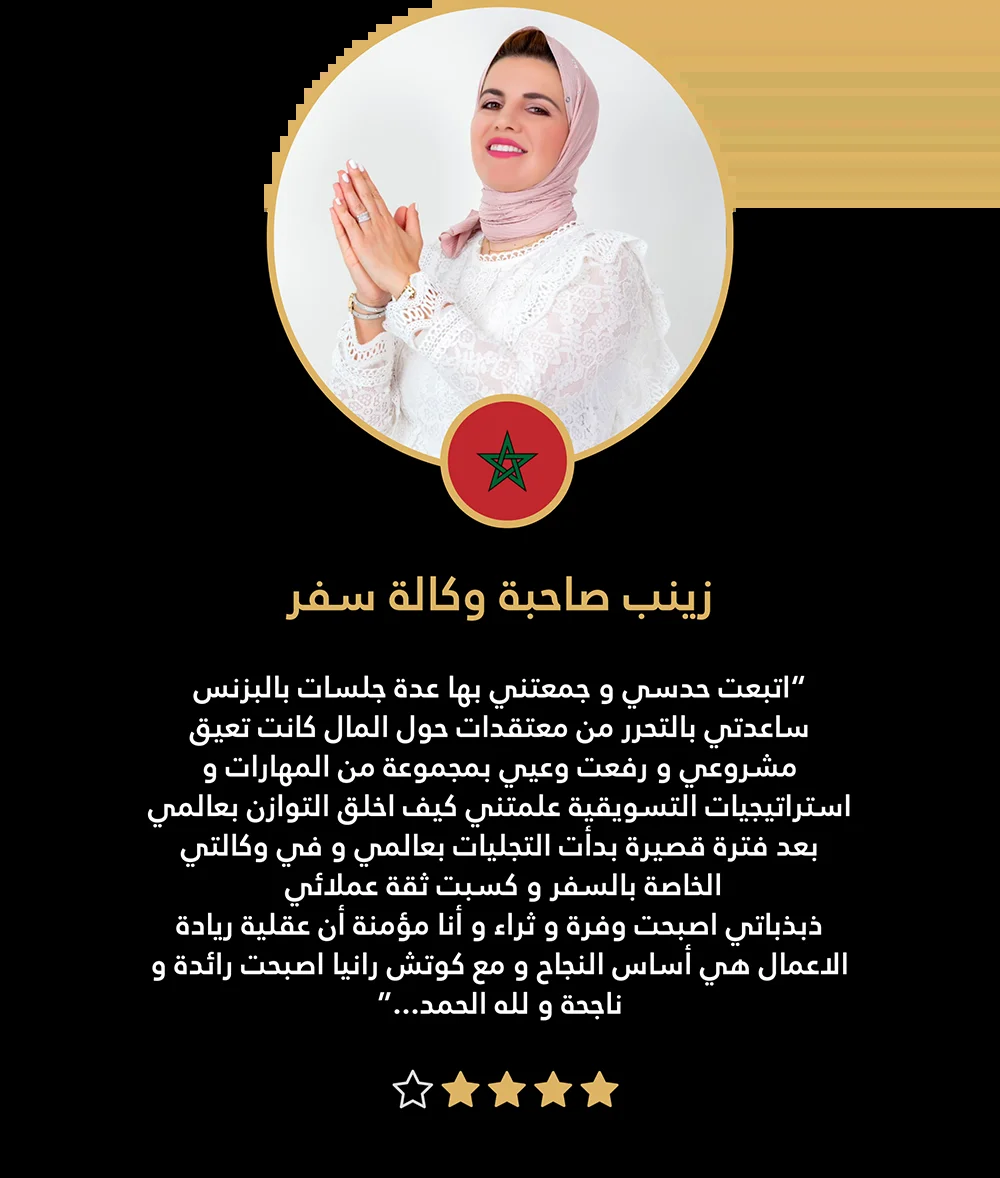 زينب صاحبة وكالة سفر
“اتبعت حدسي و جمعتني بها عدة جلسات بالبزنس
ساعدتي بالتحرر من معتقدات حول المال كانت تعيق
مشروعي و رفعت وعيي بمجموعة من المهارات و
استراتيجيات التسويقية علمتني كيف اخلق التوازن بعالمي
بعد فترة قصيرة بدأت التجليات بعالمي و في وكالتي
الخاصة بالسفر و كسبت ثقة عملائي
ذبذباتي اصبحت وفرة و ثراء و أنا مؤمنة أن عقلية ريادة
الاعمال هي أساس النجاح و مع كوتش رانيا اصبحت رائدة و
ناجحة و لله الحمد...”